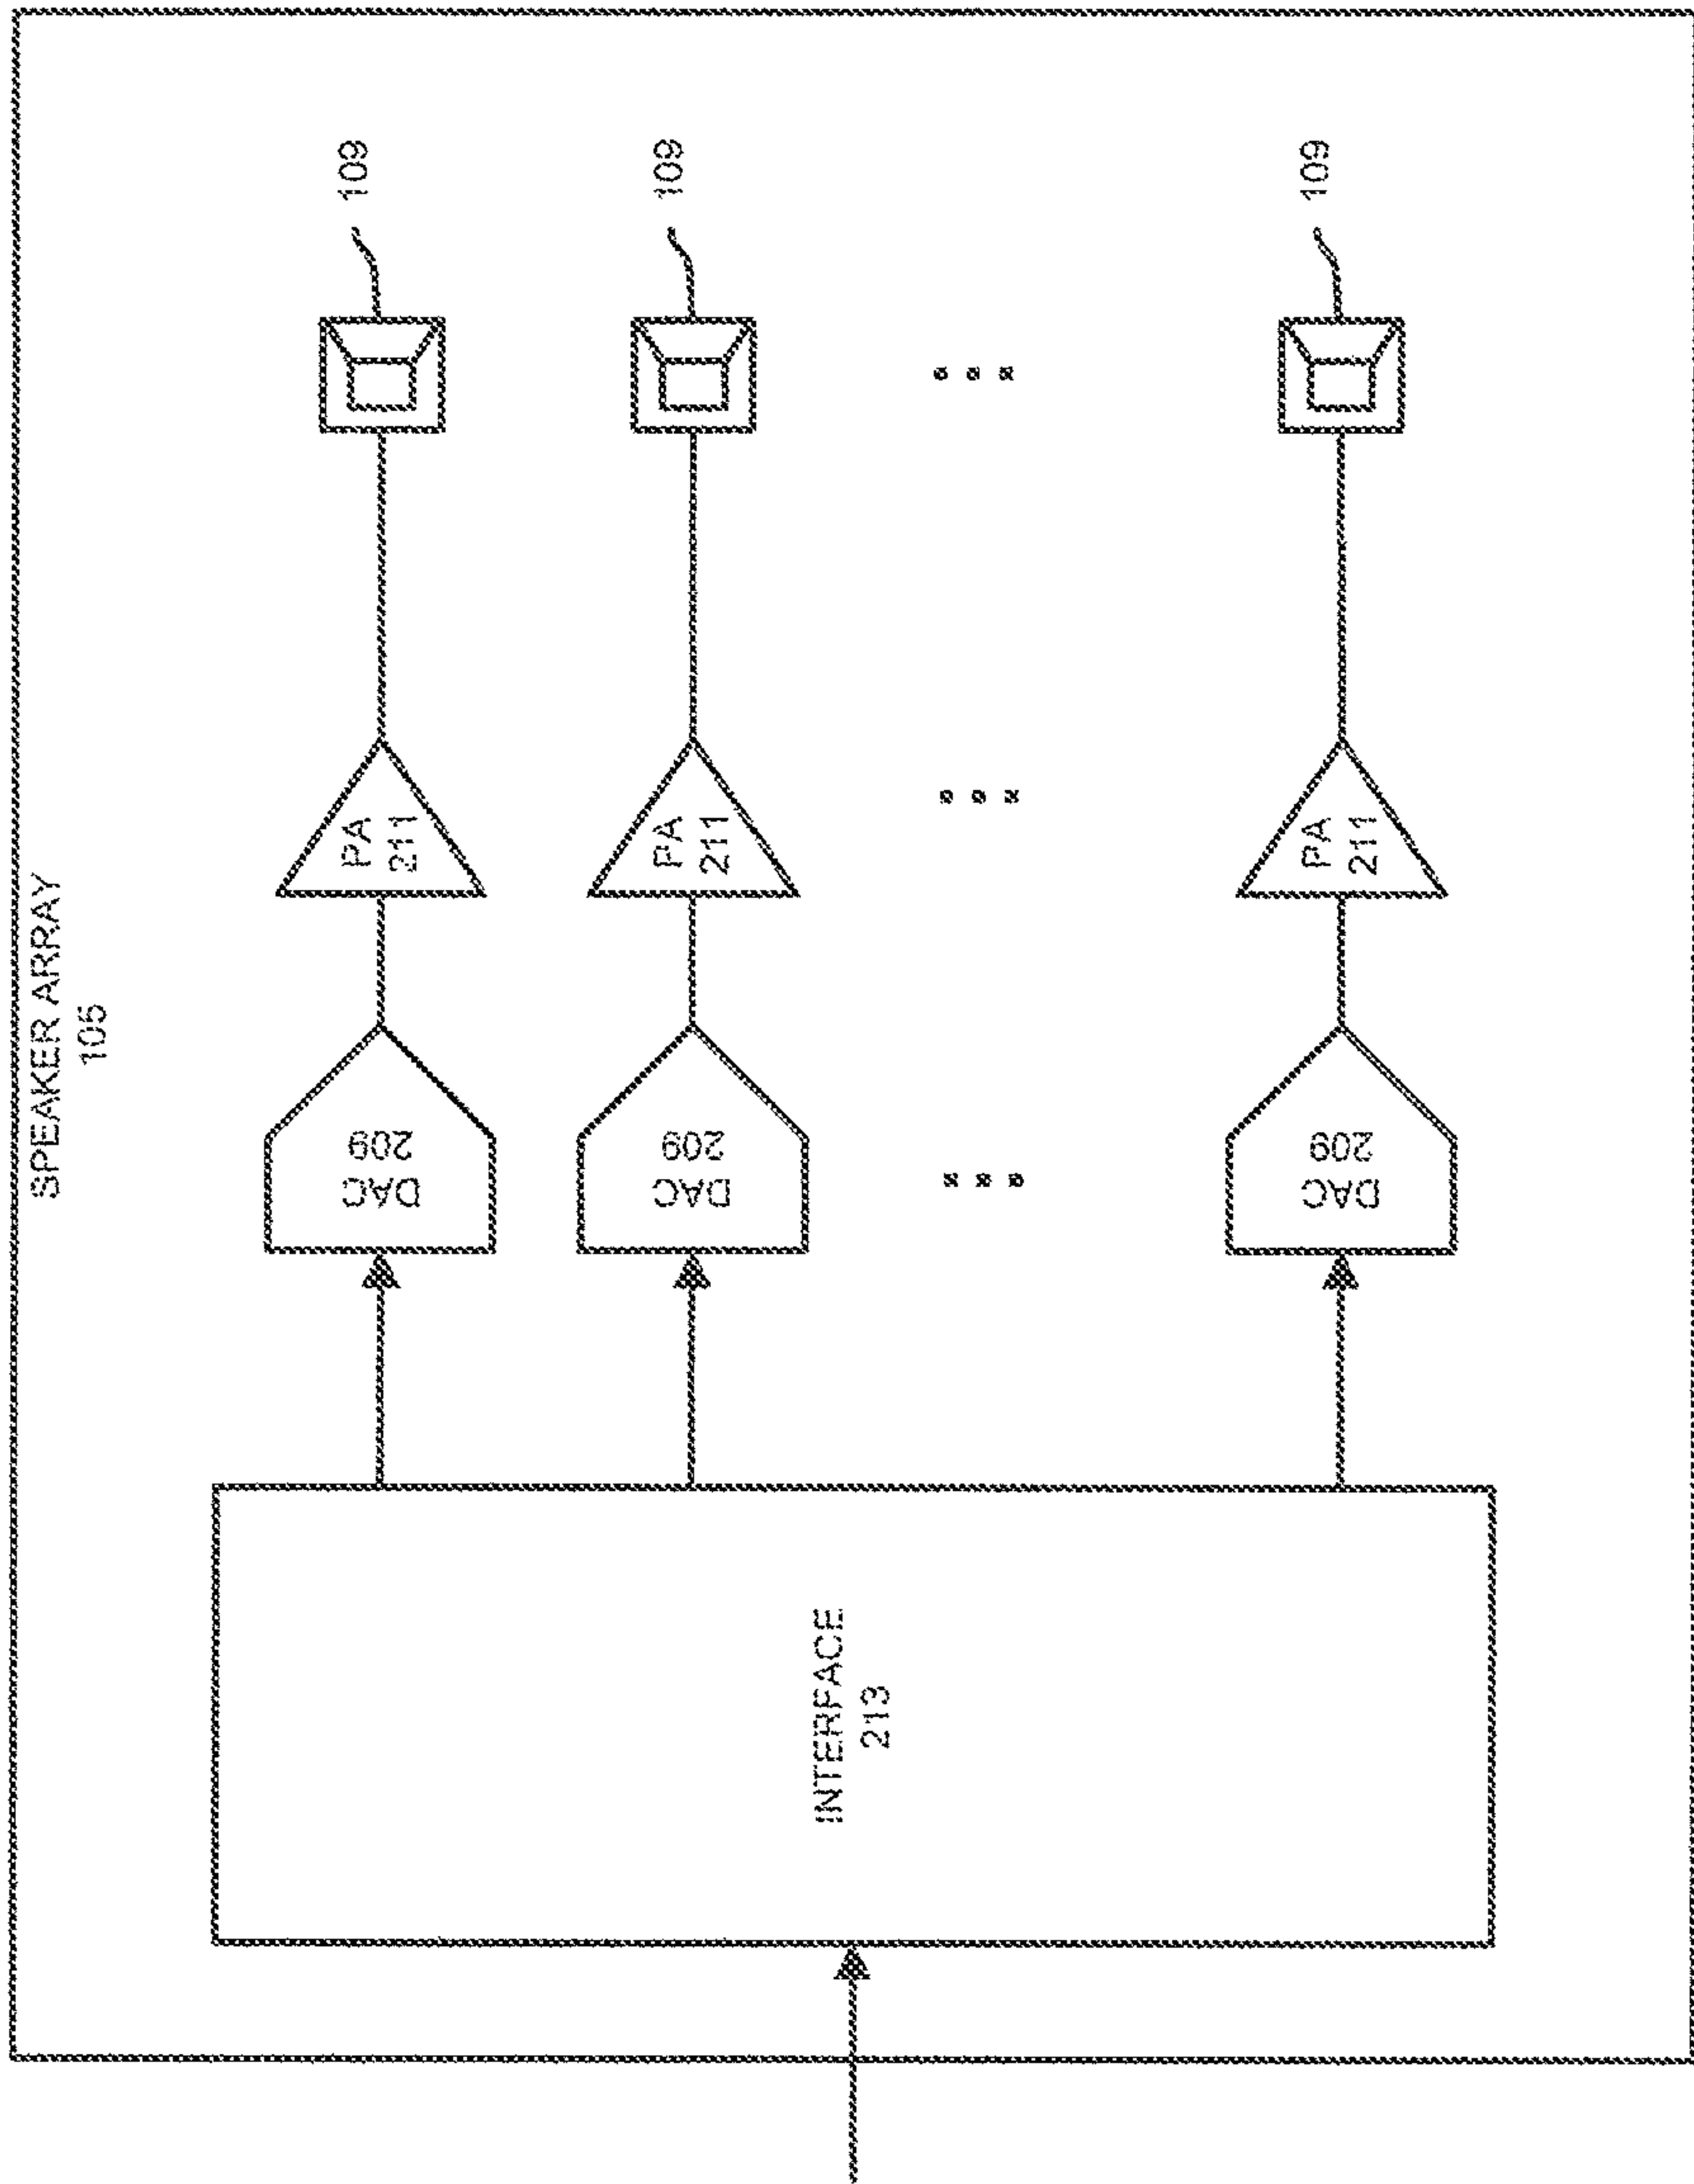 SPEAKER ARRAY
105
DAC
209
PA
211
109
DAC
209
PA
211
109
INTERFACE
213
DAC
209
PA
211
109